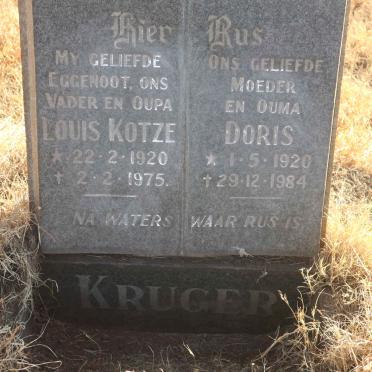 Hier Rus
My geliefde
Eggenoot, ons
Vader en Oupa
Louis Kotze
★ 22·2·1920
† 2·2·1975.
Ons geliefde
Moeder
en Ouma
Doris
★ 1·5·1920
† 29·12·1984
Na waters waar rus is
Kruger